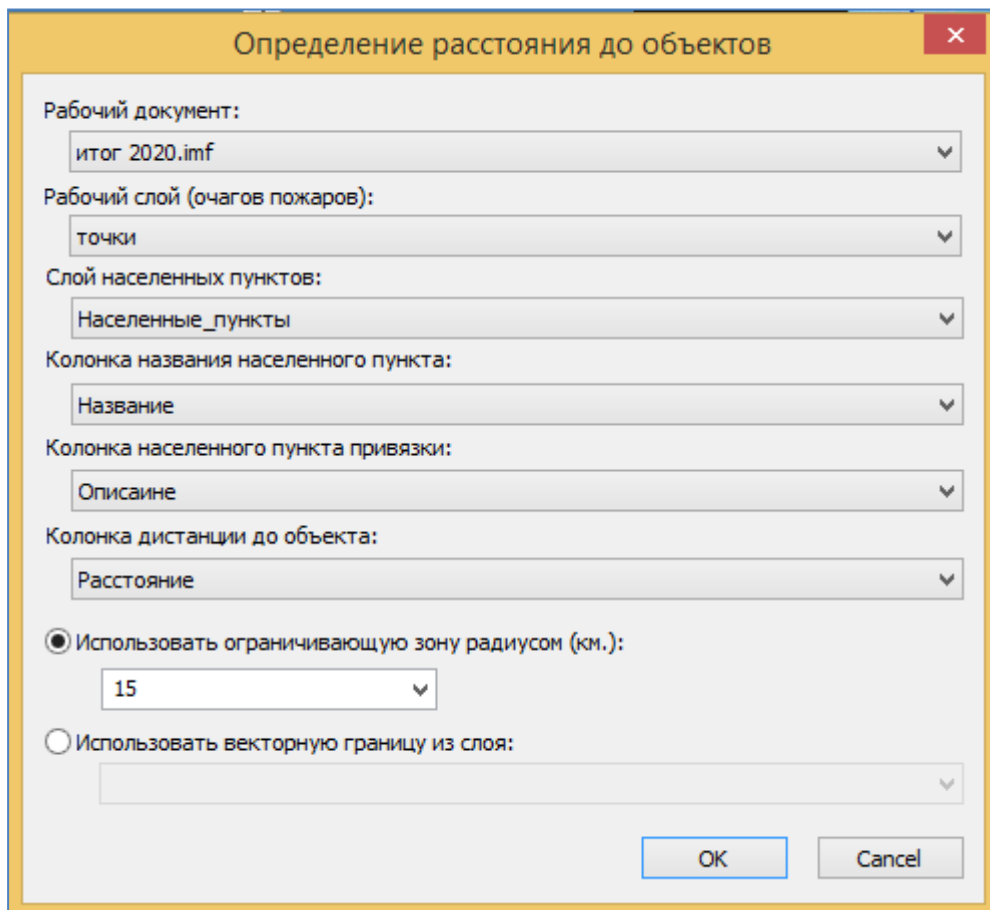 Определение расстояния до объектов
Рабочий документ:
итог 2020.imf
Рабочий слой (очагов пожаров):
точки
Слой населенных пунктов:
Населенные_пункты
Колонка названия населенного пункта:
Название
Колонка населенного пункта привязки:
Описаине
Колонка дистанции до объекта:
Расстояние
Использовать ограничивающую зону радиусом (км.):
15
Использовать векторную границу из слоя:
OK Cancel